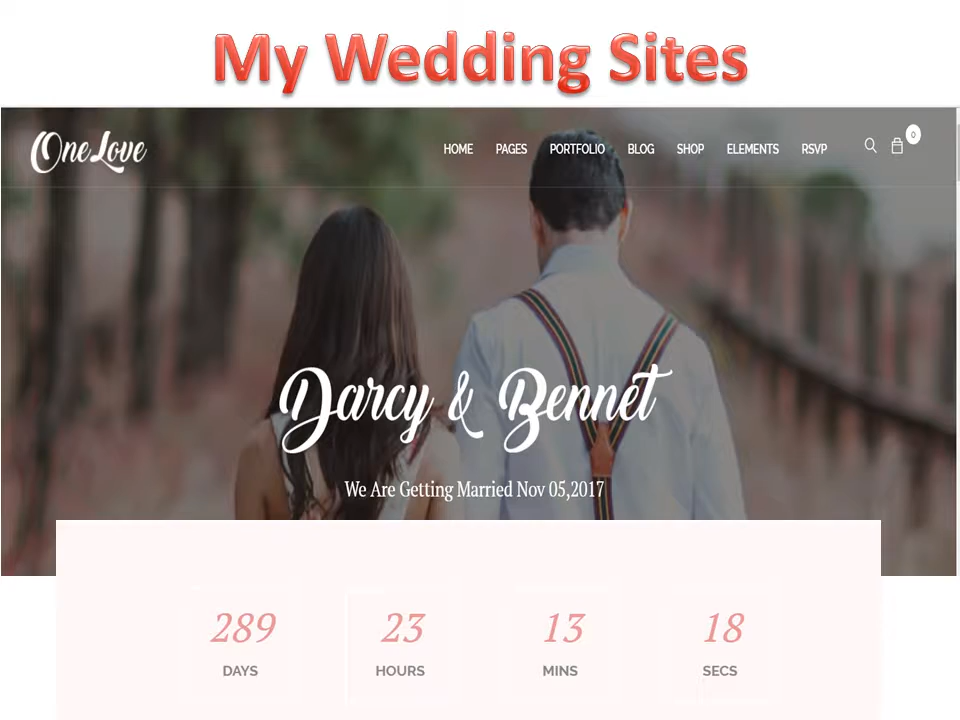 My Wedding Sites
OneLove
HOME PAGES PORTFOLIO BLOG SHOP ELEMENTS RSVP
0
Darcy & Bennet
We Are Getting Married Nov 05,2017
289 23 13 18
DAYS HOURS MINS SECS